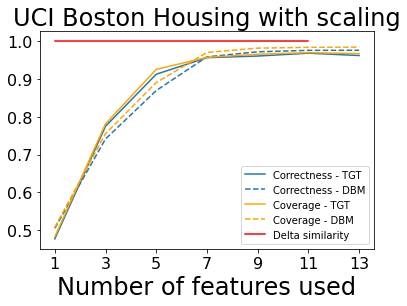 UCI Boston Housing with scaling
1.0
0.9
0.8
0.7
0.6
0.5
Correctness - TGT
Correctness - DBM
Coverage - TGT
Coverage - DBM
Delta similarity
1 3 5 7 9 11 13
Number of features used